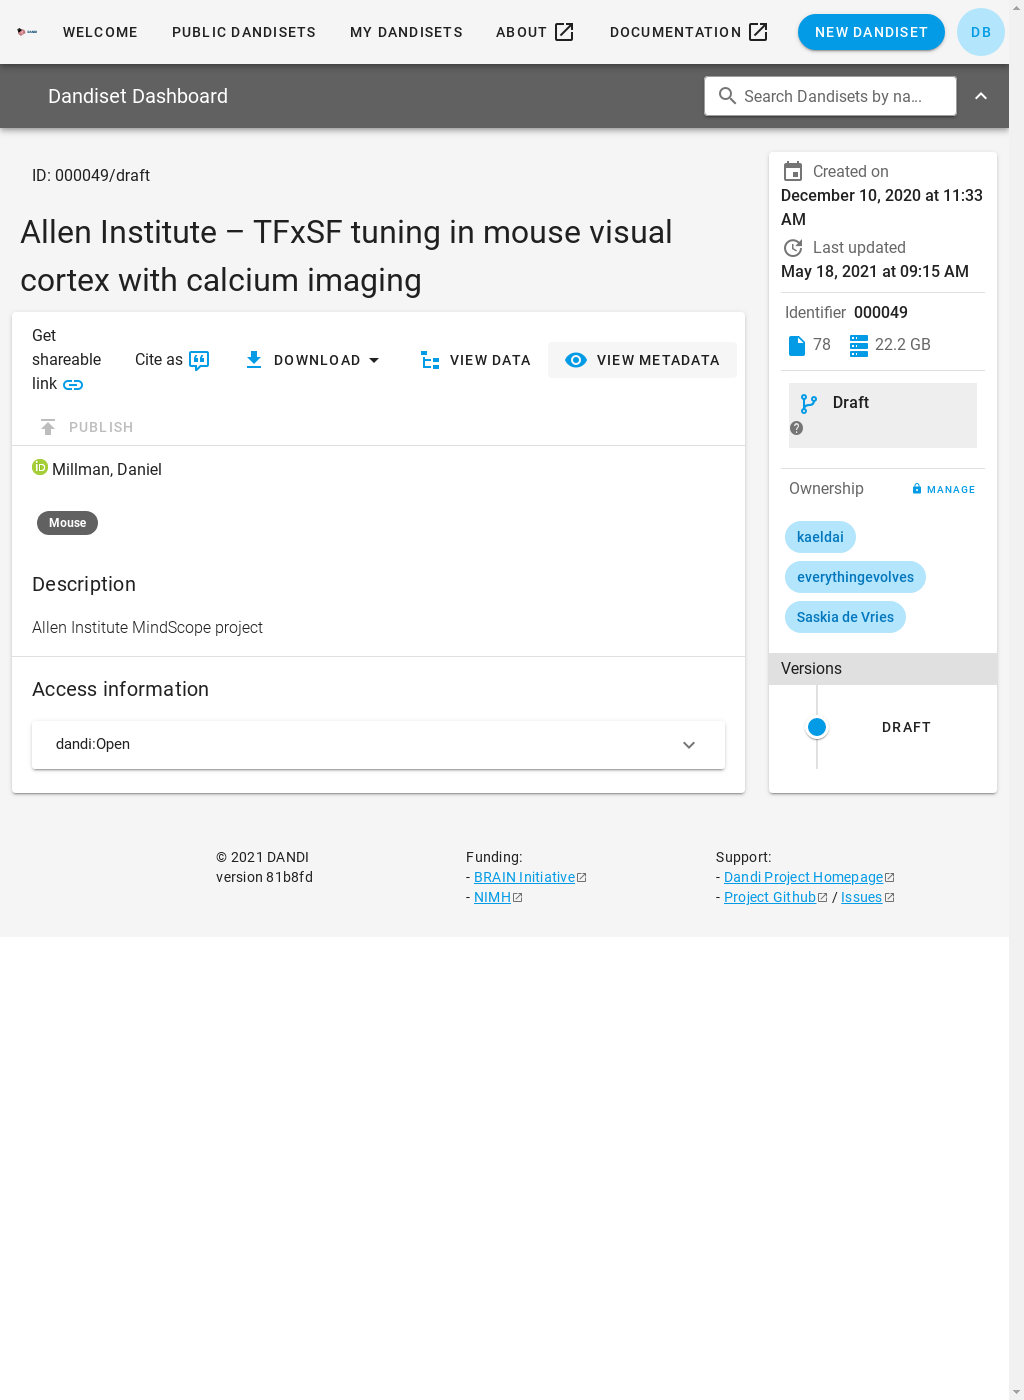 WELCOME
PUBLIC DANDISETS
MY DANDISETS
ABOUT
DOCUMENTATION
NEW DANDISET
DB
Dandiset Dashboard
Search Dandisets by na...
ID: 000049/draft
Allen Institute – TFxSF tuning in mouse visual
cortex with calcium imaging
Get
shareable
link
Cite as
DOWNLOAD
VIEW DATA
VIEW METADATA
PUBLISH
iD Millman, Daniel
Mouse
Description
Allen Institute MindScope project
Access information
dandi:Open
Created on
December 10, 2020 at 11:33
AM
Last updated
May 18, 2021 at 09:15 AM
Identifier 000049
78
22.2 GB
Draft
Ownership
MANAGE
kaeldai
everythingevolves
Saskia de Vries
Versions
DRAFT
© 2021 DANDI
version 81b8fd
Funding:
- BRAIN Initiative
- NIMH
Support:
- Dandi Project Homepage
- Project Github / Issues